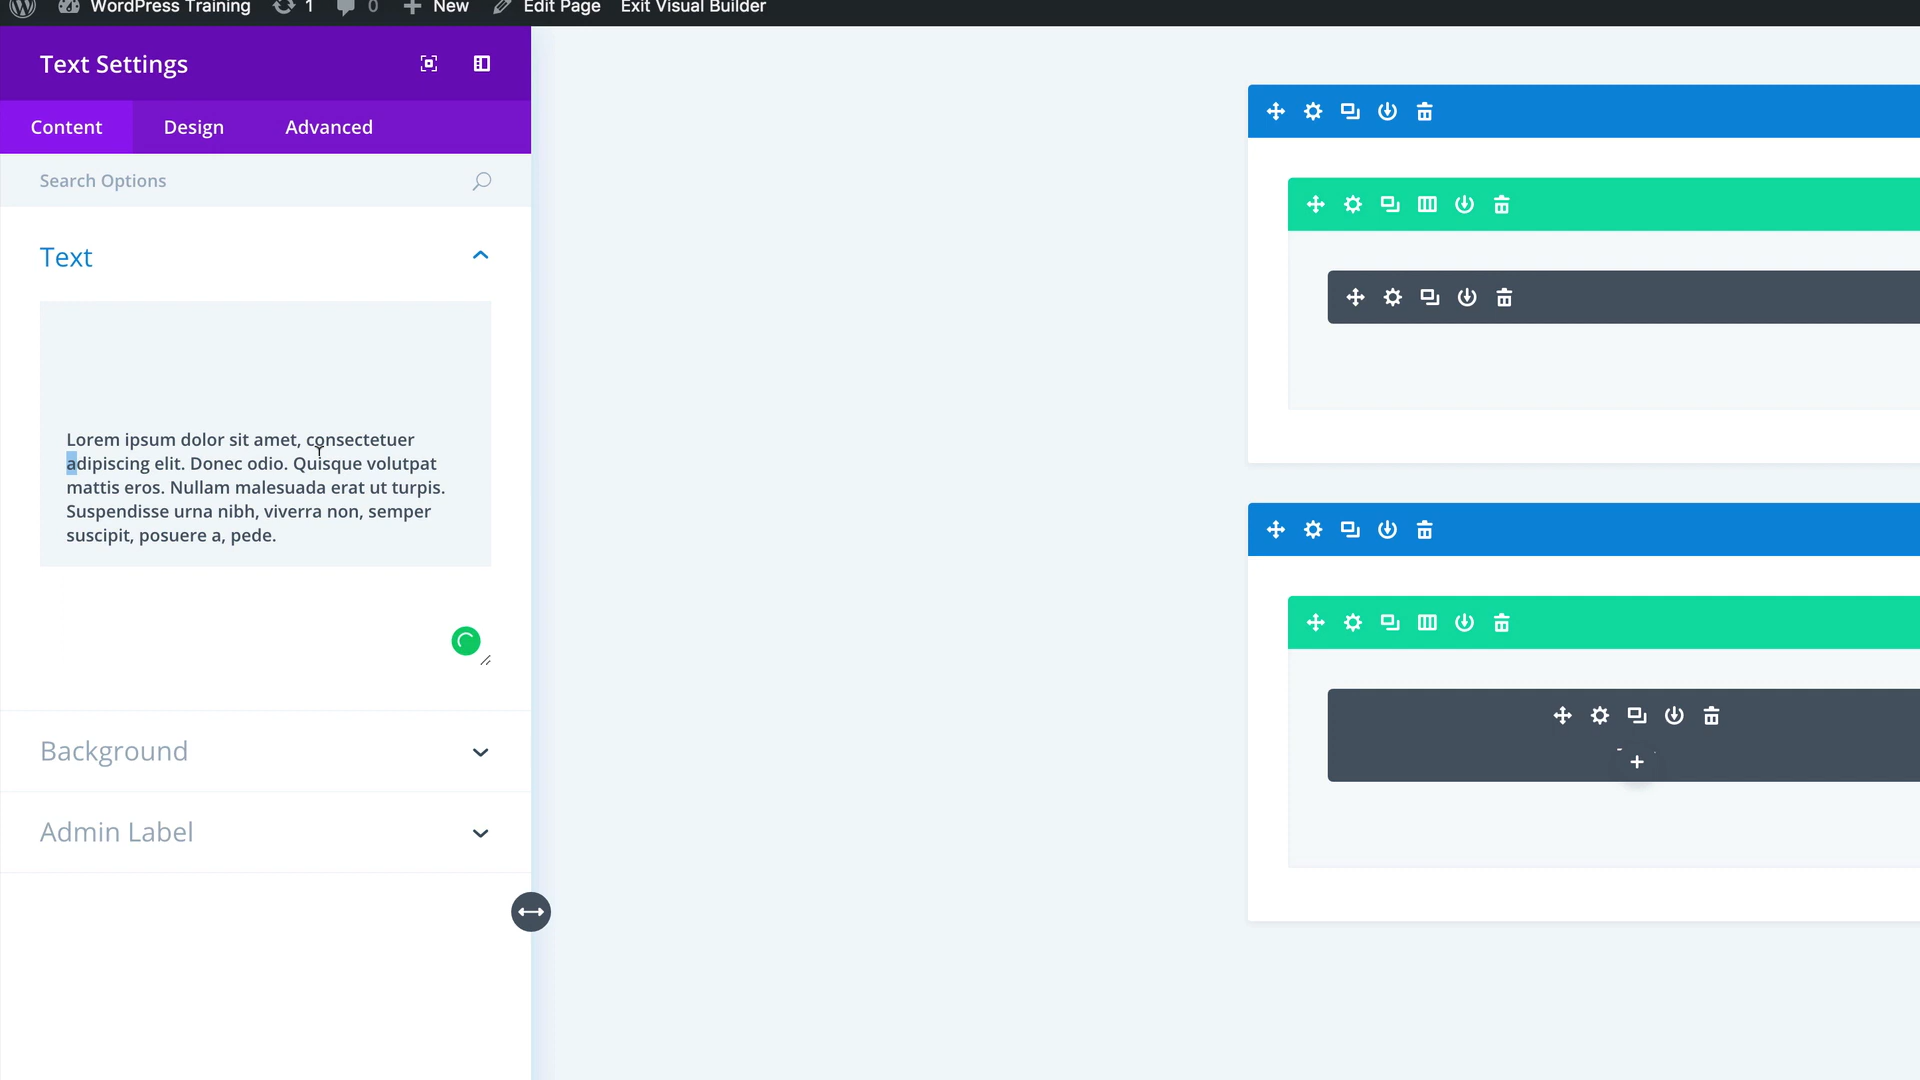 WordPress Training 1 0 New Edit Page Exit Visual Builder
Text Settings
Content Design Advanced
Search Options
Text
Lorem ipsum dolor sit amet, consectetuer
adipiscing elit. Donec odio. Quisque volutpat
mattis eros. Nullam malesuada erat ut turpis.
Suspendisse urna nibh, viverra non, semper
suscipit, posuere a, pede.
Background
Admin Label